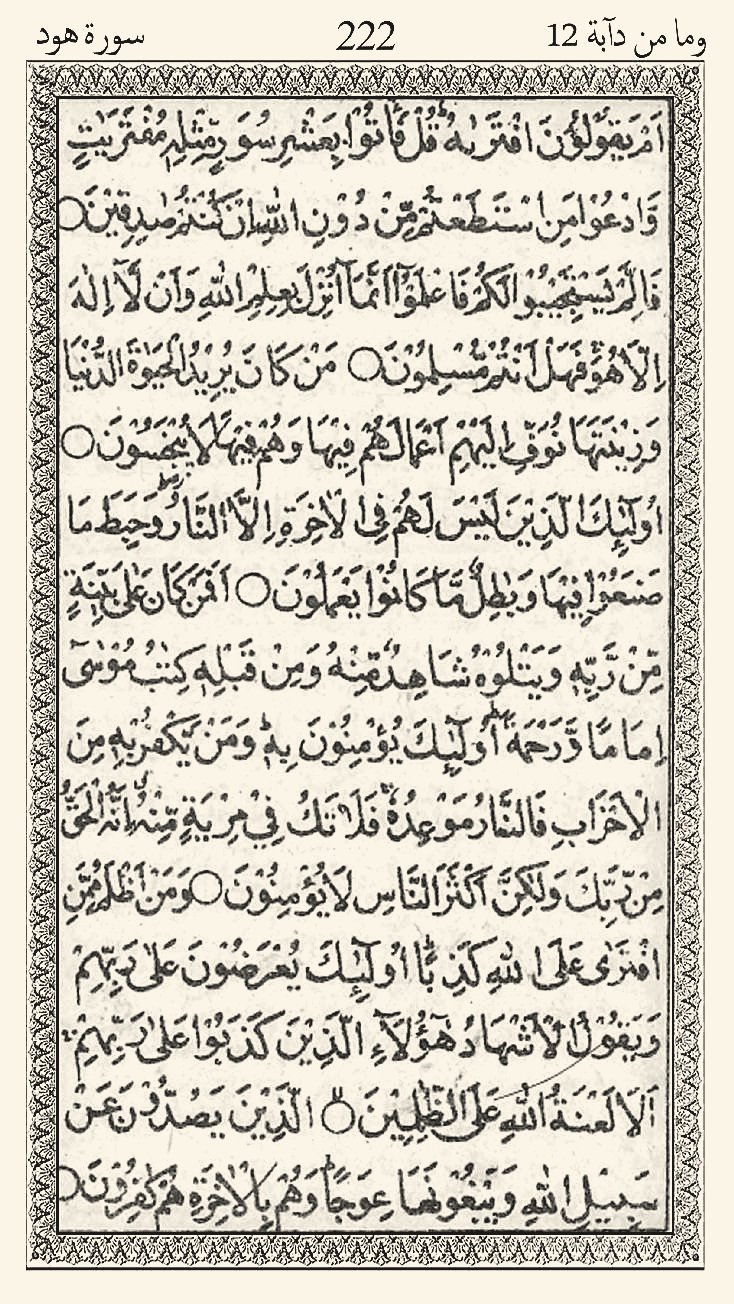 وما من دآبة 12 222 سورة هود
اَمْ يَقُوْلُوْنَ افْتَرٰىهُ ؕ قُلْ فَاْتُوْا بِعَشْرِ سُوَرٍ مِّثْلِهٖ مُفْتَرَيٰتٍ
وَّادْعُوْا مَنِ اسْتَطَعْتُمْ مِّنْ دُوْنِ اللّٰهِ اِنْ كُنْتُمْ صٰدِقِيْنَ ○
فَاِلَّمْ يَسْتَجِيْبُوْا لَكُمْ فَاعْلَمُوْۤا اَنَّمَاۤ اُنْزِلَ بِعِلْمِ اللّٰهِ وَاَنْ لَّاۤ اِلٰهَ
اِلَّا هُوَ ۚ فَهَلْ اَنْتُمْ مُّسْلِمُوْنَ ○ مَنْ كَانَ يُرِيْدُ الْحَيٰوةَ الدُّنْيَا
وَزِيْنَتَهَا نُوَفِّ اِلَيْهِمْ اَعْمَالَهُمْ فِيْهَا وَهُمْ فِيْهَا لَا يُبْخَسُوْنَ ○
اُولٰٓئِكَ الَّذِيْنَ لَيْسَ لَهُمْ فِى الْاٰخِرَةِ اِلَّا النَّارُ ۖ وَحَبِطَ مَا
صَنَعُوْا فِيْهَا وَبٰطِلٌ مَّا كَانُوْا يَعْمَلُوْنَ ○ اَفَمَنْ كَانَ عَلٰى بَيِّنَةٍ
مِّنْ رَّبِّهٖ وَيَتْلُوْهُ شَاهِدٌ مِّنْهُ وَمِنْ قَبْلِهٖ كِتٰبُ مُوْسٰٓى
اِمَامًا وَّرَحْمَةً ؕ اُولٰٓئِكَ يُؤْمِنُوْنَ بِهٖ ؕ وَمَنْ يَّكْفُرْ بِهٖ مِنَ
الْاَحْزَابِ فَالنَّارُ مَوْعِدُهٗ ۚ فَلَا تَكُ فِيْ مِرْيَةٍ مِّنْهُ ۗ اِنَّهُ الْحَقُّ
مِنْ رَّبِّكَ وَلٰكِنَّ اَكْثَرَ النَّاسِ لَا يُؤْمِنُوْنَ ○ وَمَنْ اَظْلَمُ مِمَّنِ
افْتَرٰى عَلَى اللّٰهِ كَذِبًا ؕ اُولٰٓئِكَ يُعْرَضُوْنَ عَلٰى رَبِّهِمْ
وَيَقُوْلُ الْاَشْهَادُ هٰٓؤُلَآءِ الَّذِيْنَ كَذَبُوْا عَلٰى رَبِّهِمْ ۚ
اَلَا لَعْنَةُ اللّٰهِ عَلَى الظّٰلِمِيْنَ ۙ○ الَّذِيْنَ يَصُدُّوْنَ عَنْ
سَبِيْلِ اللّٰهِ وَيَبْغُوْنَهَا عِوَجًا ؕ وَهُمْ بِالْاٰخِرَةِ هُمْ كٰفِرُوْنَ ○